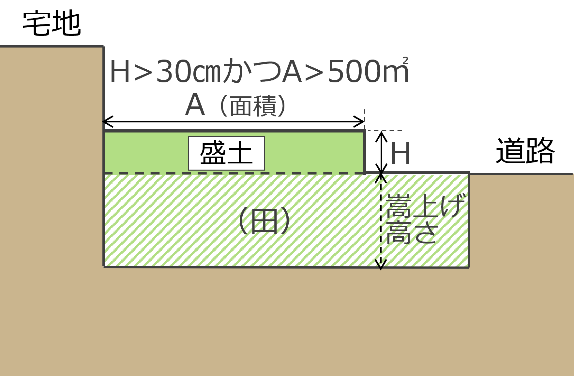 宅地
H>30㎝かつA>500㎡
A（面積）
盛土
H
道路
（田）
嵩上げ
高さ